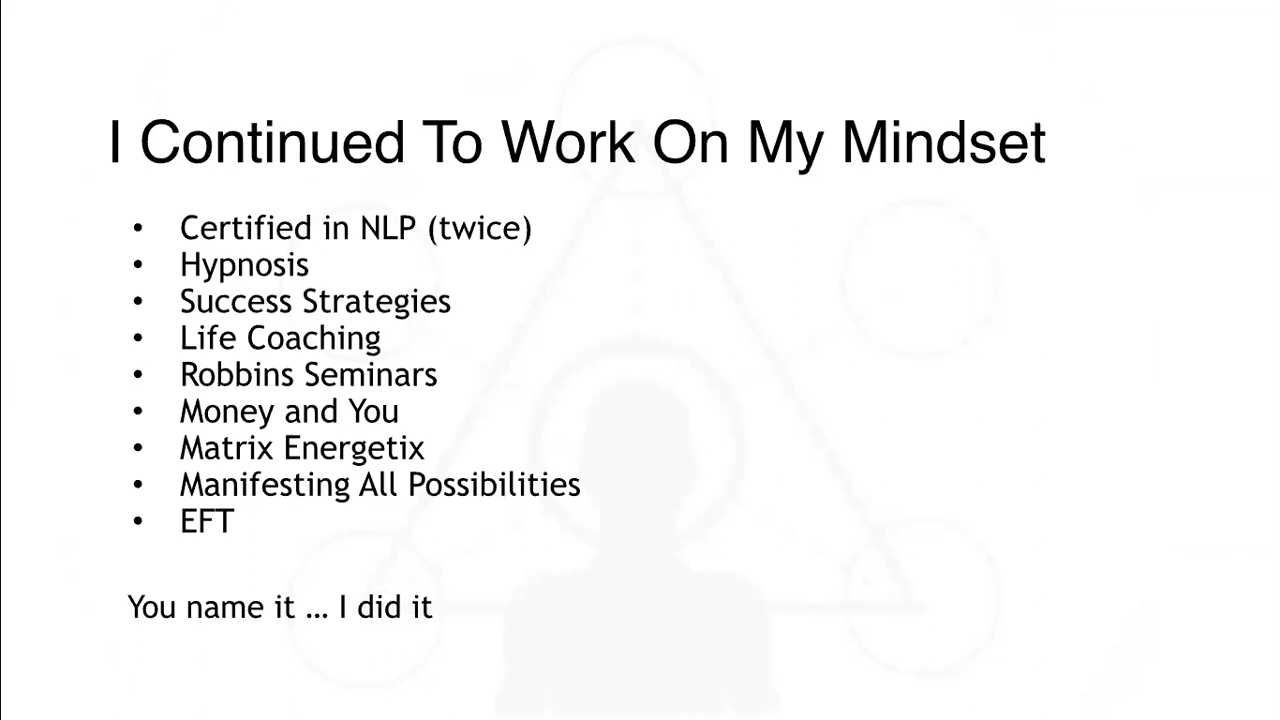 I Continued To Work On My Mindset
• Certified in NLP (twice)
• Hypnosis
• Success Strategies
• Life Coaching
• Robbins Seminars
• Money and You
• Matrix Energetix
• Manifesting All Possibilities
• EFT
You name it … I did it